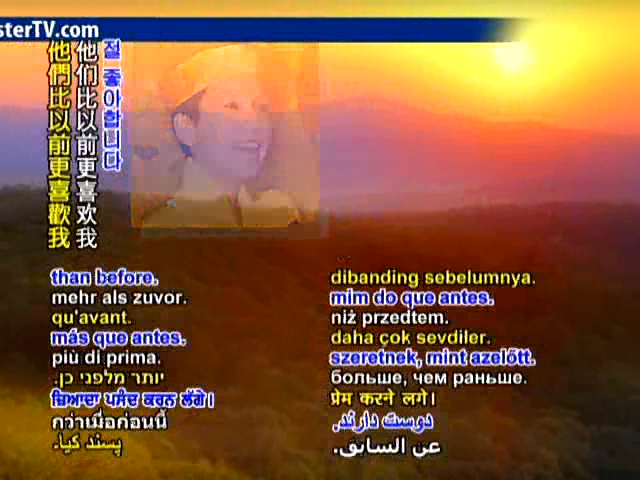 sterTV.com
他們比以前更喜歡我
他们比以前更喜欢我
절 좋아합니다
than before.
mehr als zuvor.
qu'avant.
más que antes.
più di prima.
יותר מלפני כן.
ਜ਼ਿਆਦਾ ਪਸੰਦ ਕਰਨ ਲੱਗੇ।
กว่าเมื่อก่อนนี้
پسند کیا۔
dibanding sebelumnya.
mim do que antes.
niż przedtem.
daha çok sevdiler.
szeretnek, mint azelőtt.
больше, чем раньше.
प्रेम करने लगे।
دوست دارند.
عن السابق.